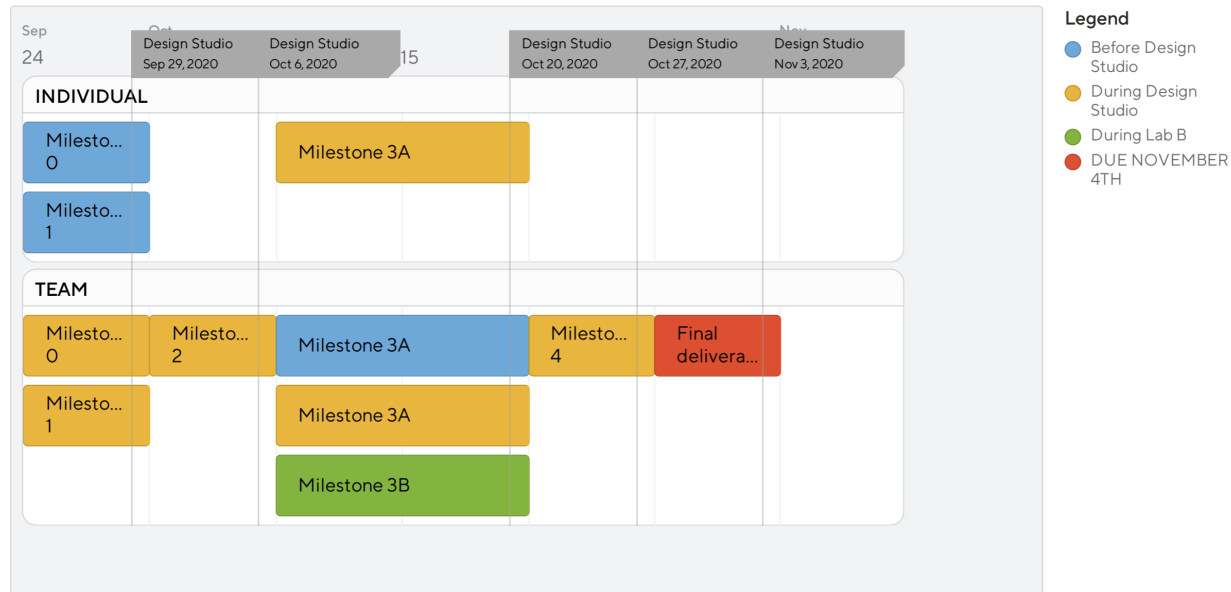 Sep
24
Oct
15
Nov
Design Studio
Sep 29, 2020
Design Studio
Oct 6, 2020
Design Studio
Oct 20, 2020
Design Studio
Oct 27, 2020
Design Studio
Nov 3, 2020
INDIVIDUAL
Milesto...
0
Milestone 3A
Milesto...
1
TEAM
Milesto...
0
Milesto...
2
Milestone 3A
Milesto...
4
Final
delivera...
Milesto...
1
Milestone 3A
Milestone 3B
Legend
Before Design
Studio
During Design
Studio
During Lab B
DUE NOVEMBER
4TH